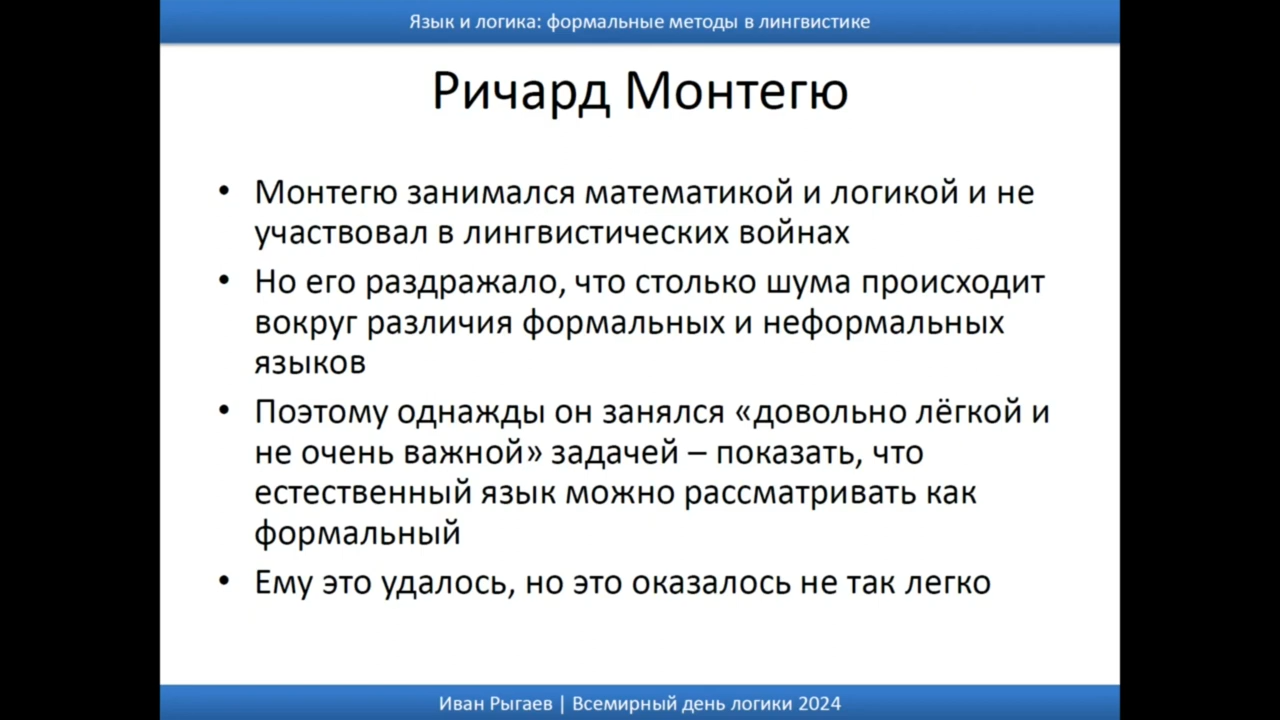 Язык и логика: формальные методы в лингвистике
Ричард Монтегю
• Монтегю занимался математикой и логикой и не
участвовал в лингвистических войнах
• Но его раздражало, что столько шума происходит
вокруг различия формальных и неформальных
языков
• Поэтому однажды он занялся «довольно лёгкой и
не очень важной» задачей – показать, что
естественный язык можно рассматривать как
формальный
• Ему это удалось, но это оказалось не так легко
Иван Рыгаев | Всемирный день логики 2024